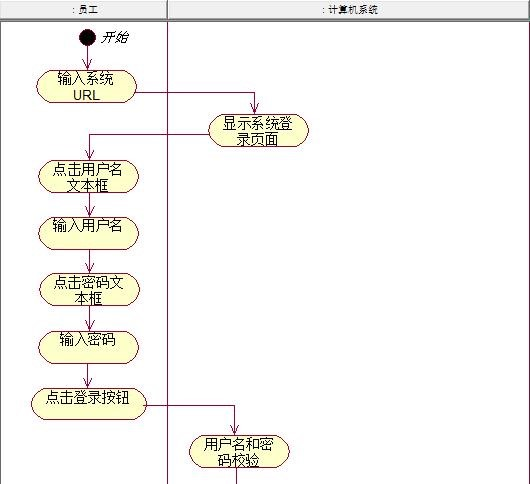 : 员工
: 计算机系统
开始
输入系统
URL
显示系统登
录页面
点击用户名
文本框
输入用户名
点击密码文
本框
输入密码
点击登录按钮
用户名和密
码校验